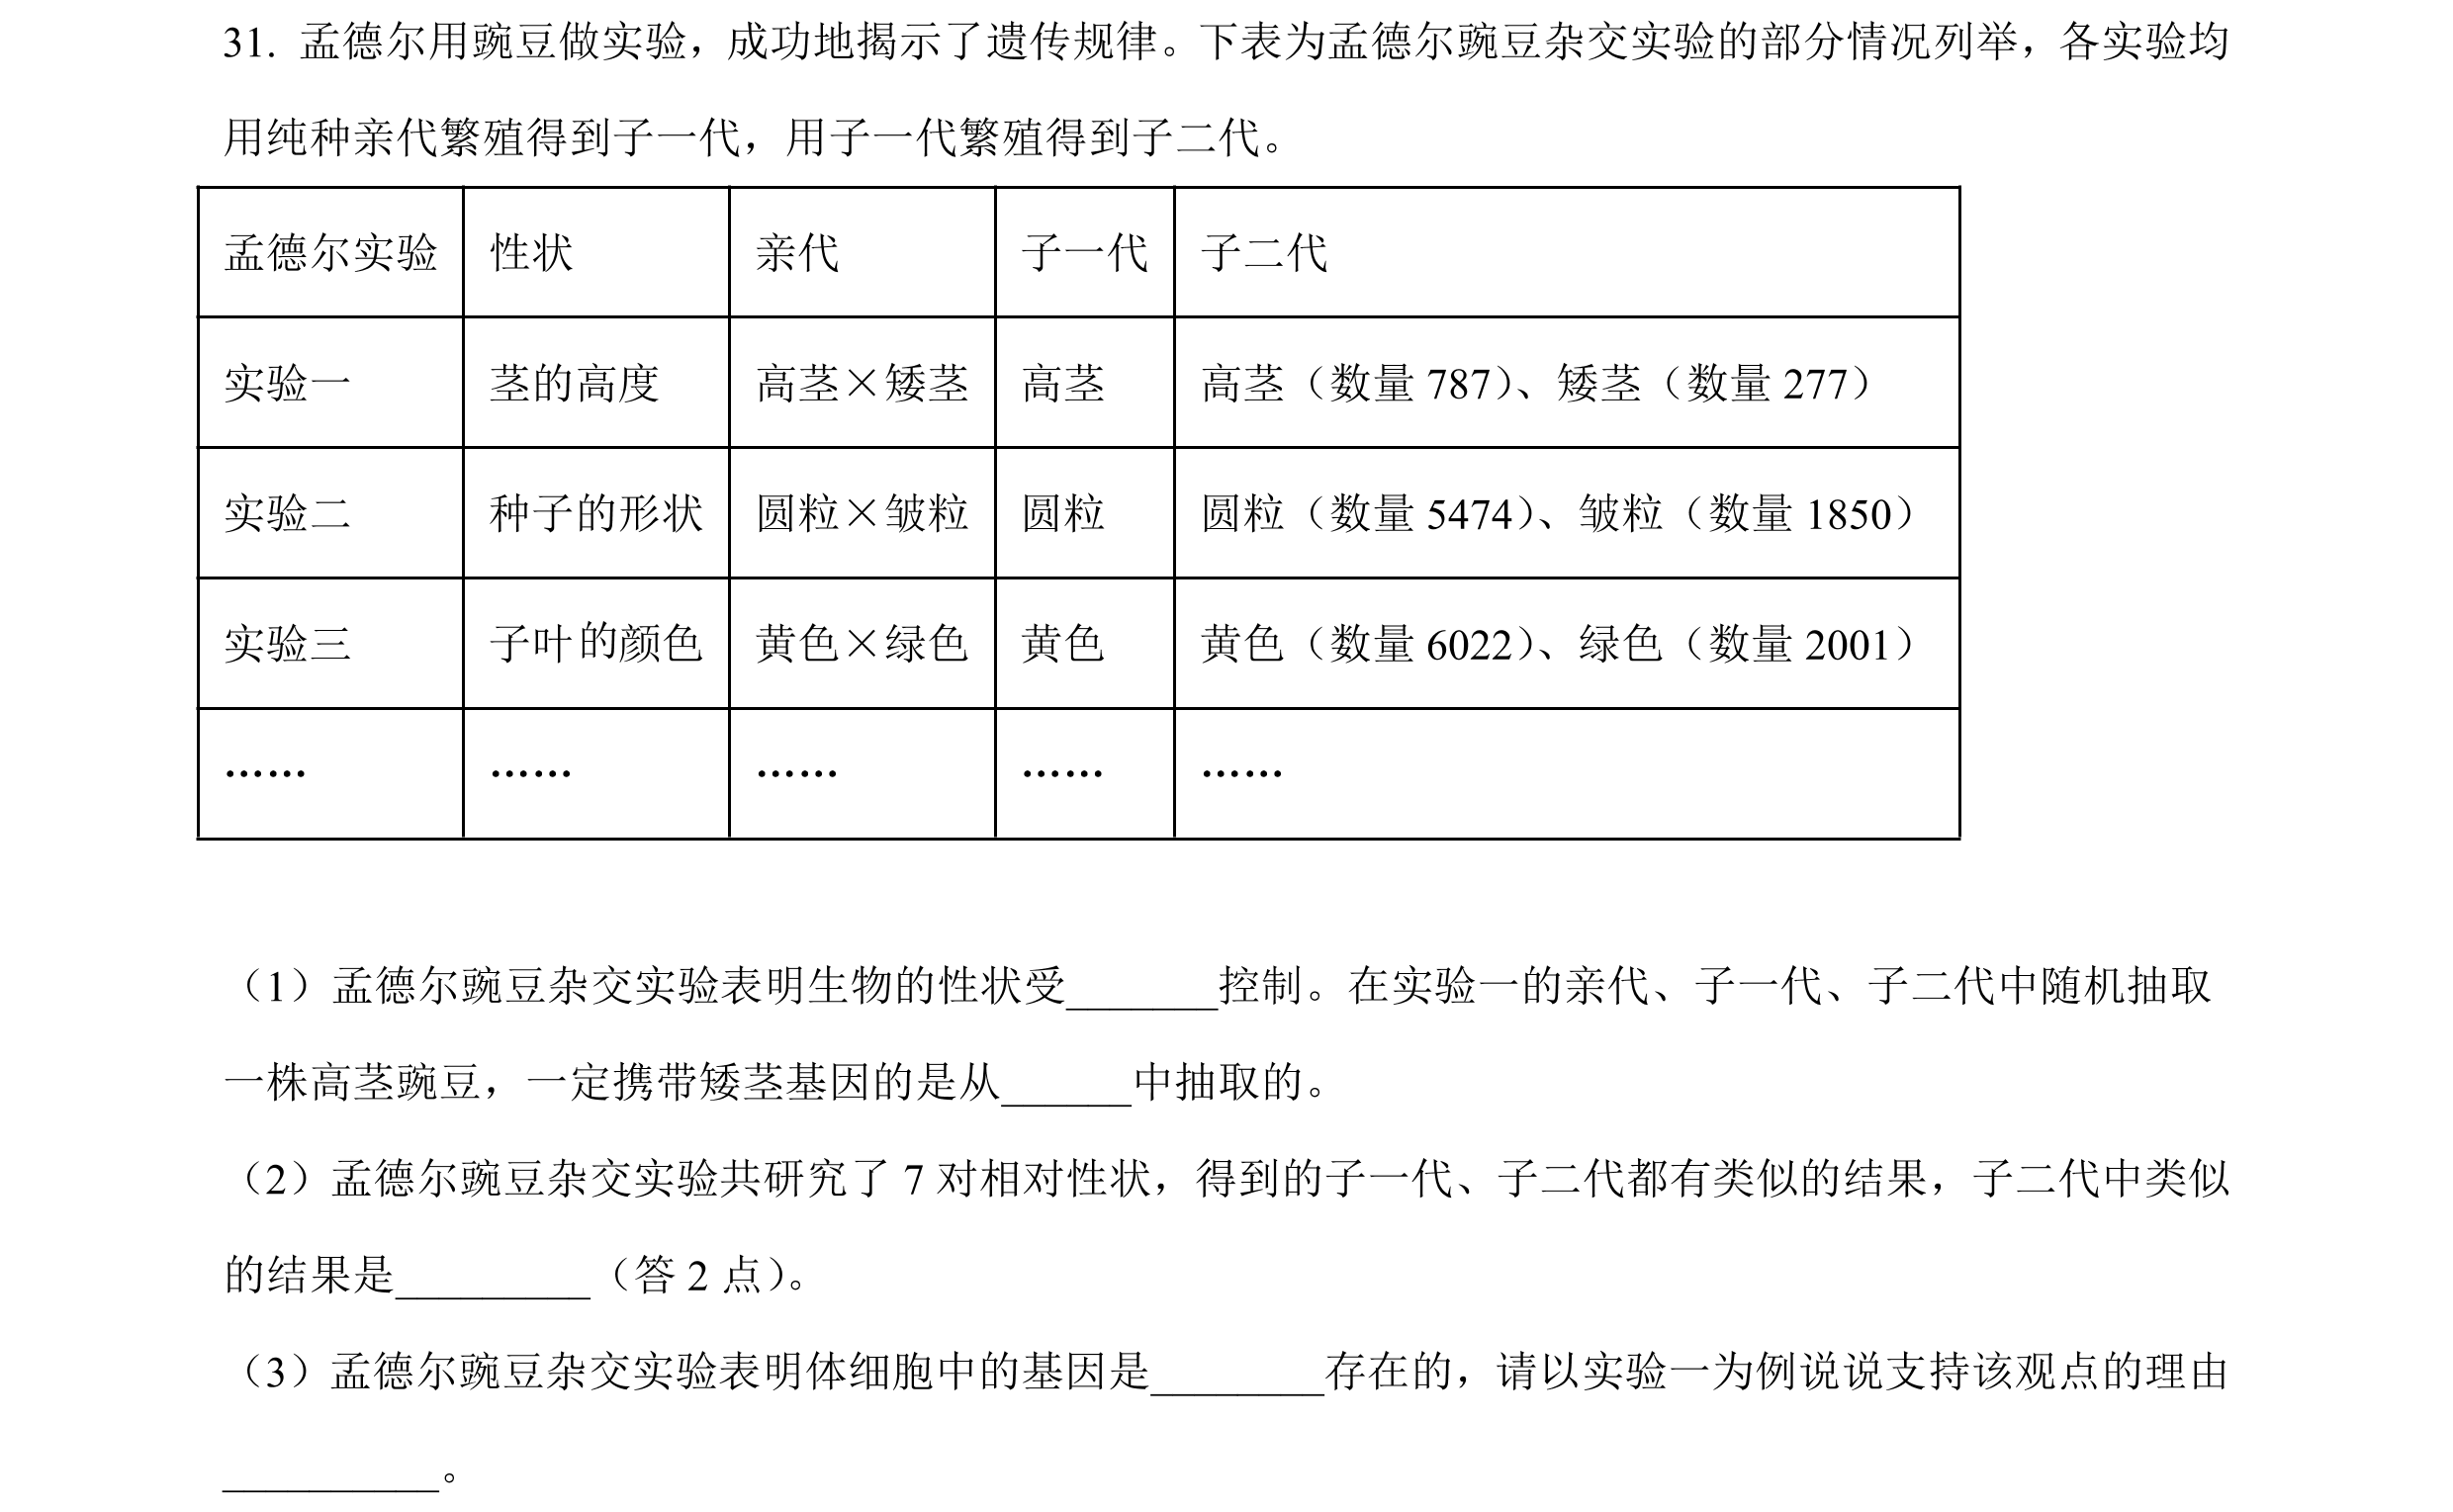 31. 孟德尔用豌豆做实验，成功地揭示了遗传规律。下表为孟德尔豌豆杂交实验的部分情况列举，各实验均
用纯种亲代繁殖得到子一代，用子一代繁殖得到子二代。
孟德尔实验 性状 亲代 子一代 子二代
实验一 茎的高度 高茎×矮茎 高茎 高茎（数量 787）、矮茎（数量 277）
实验二 种子的形状 圆粒×皱粒 圆粒 圆粒（数量 5474）、皱粒（数量 1850）
实验三 子叶的颜色 黄色×绿色 黄色 黄色（数量 6022）、绿色（数量 2001）
…… …… …… …… ……
（1）孟德尔豌豆杂交实验表明生物的性状受_______控制。在实验一的亲代、子一代、子二代中随机抽取
一株高茎豌豆，一定携带矮茎基因的是从______中抽取的。
（2）孟德尔豌豆杂交实验共研究了 7 对相对性状，得到的子一代、子二代都有类似的结果，子二代中类似
的结果是_________（答 2 点）。
（3）孟德尔豌豆杂交实验表明体细胞中的基因是________存在的，请以实验一为例说说支持该观点的理由
__________。